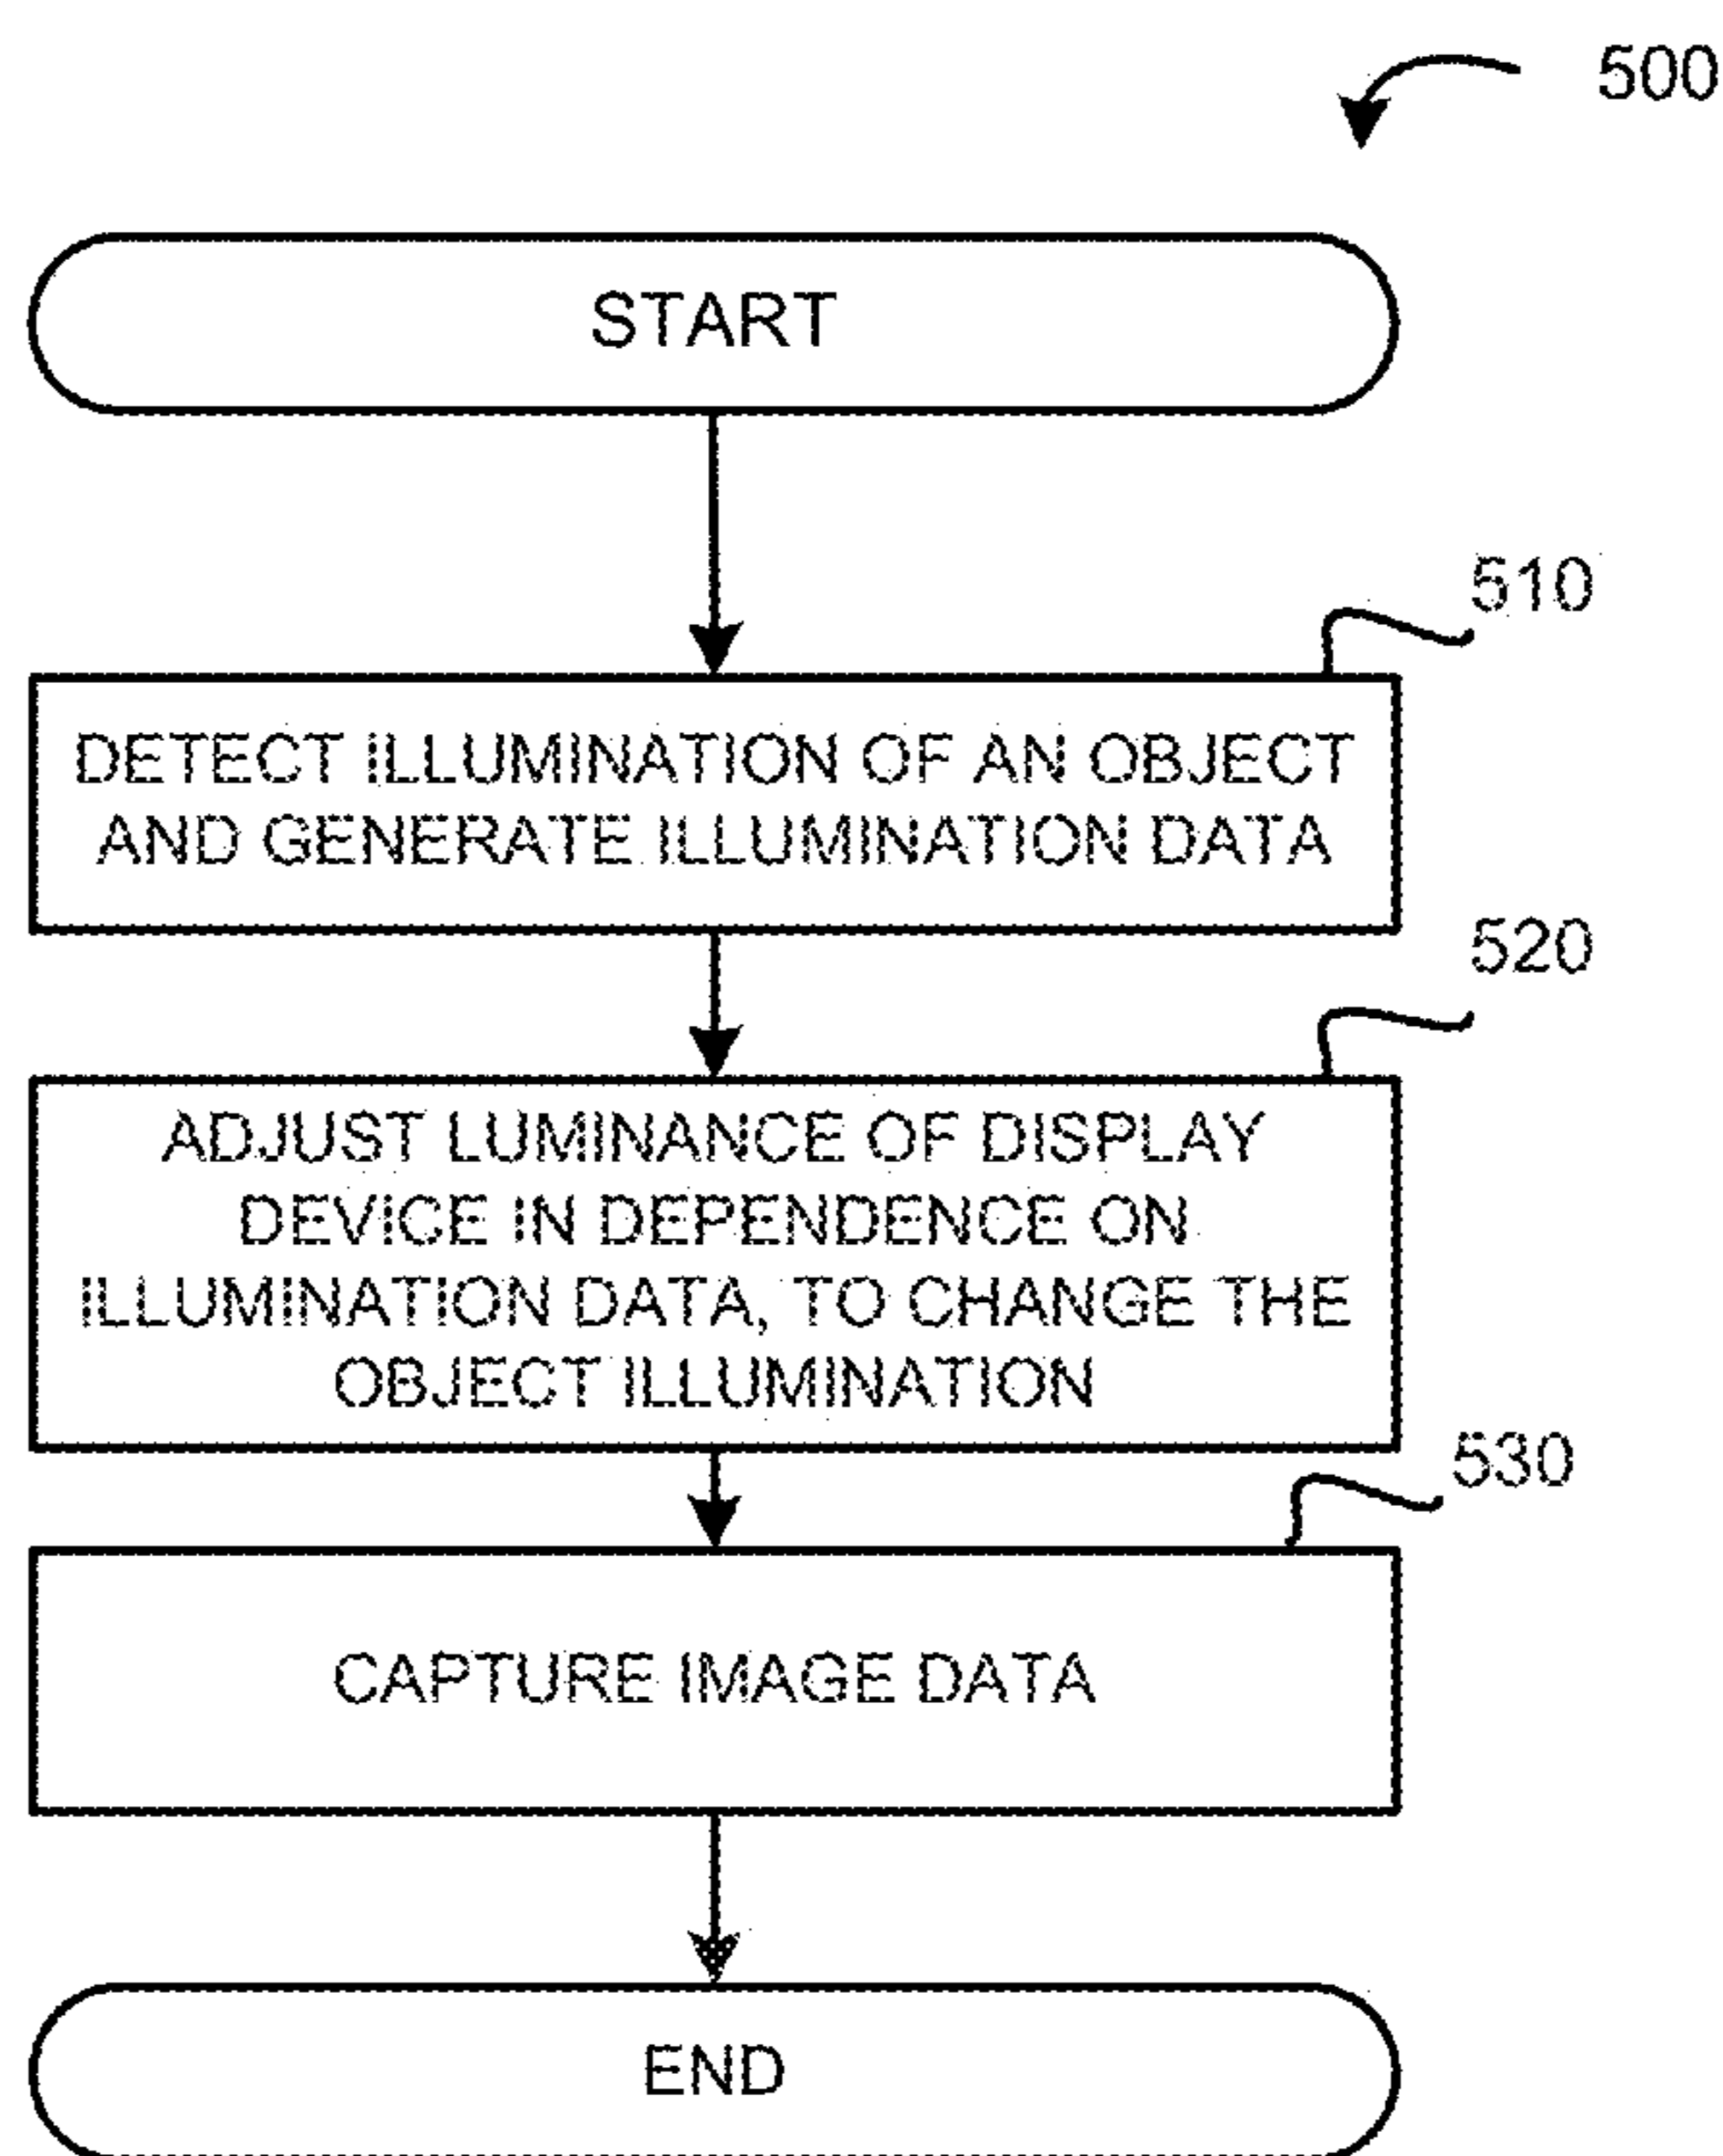 500
START
510
DETECT ILLUMINATION OF AN OBJECT
AND GENERATE ILLUMINATION DATA
520
ADJUST LUMINANCE OF DISPLAY
DEVICE IN DEPENDENCE ON
ILLUMINATION DATA, TO CHANGE THE
OBJECT ILLUMINATION
530
CAPTURE IMAGE DATA
END